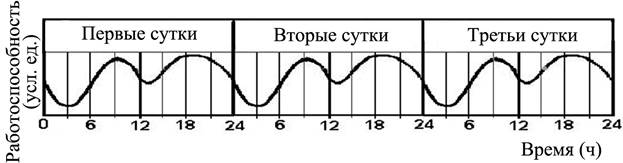 Работоспособность
(усл. ед.)
Первые сутки Вторые сутки Третьи сутки
0 6 12 18 24 6 12 18 24 6 12 18 24
Время (ч)